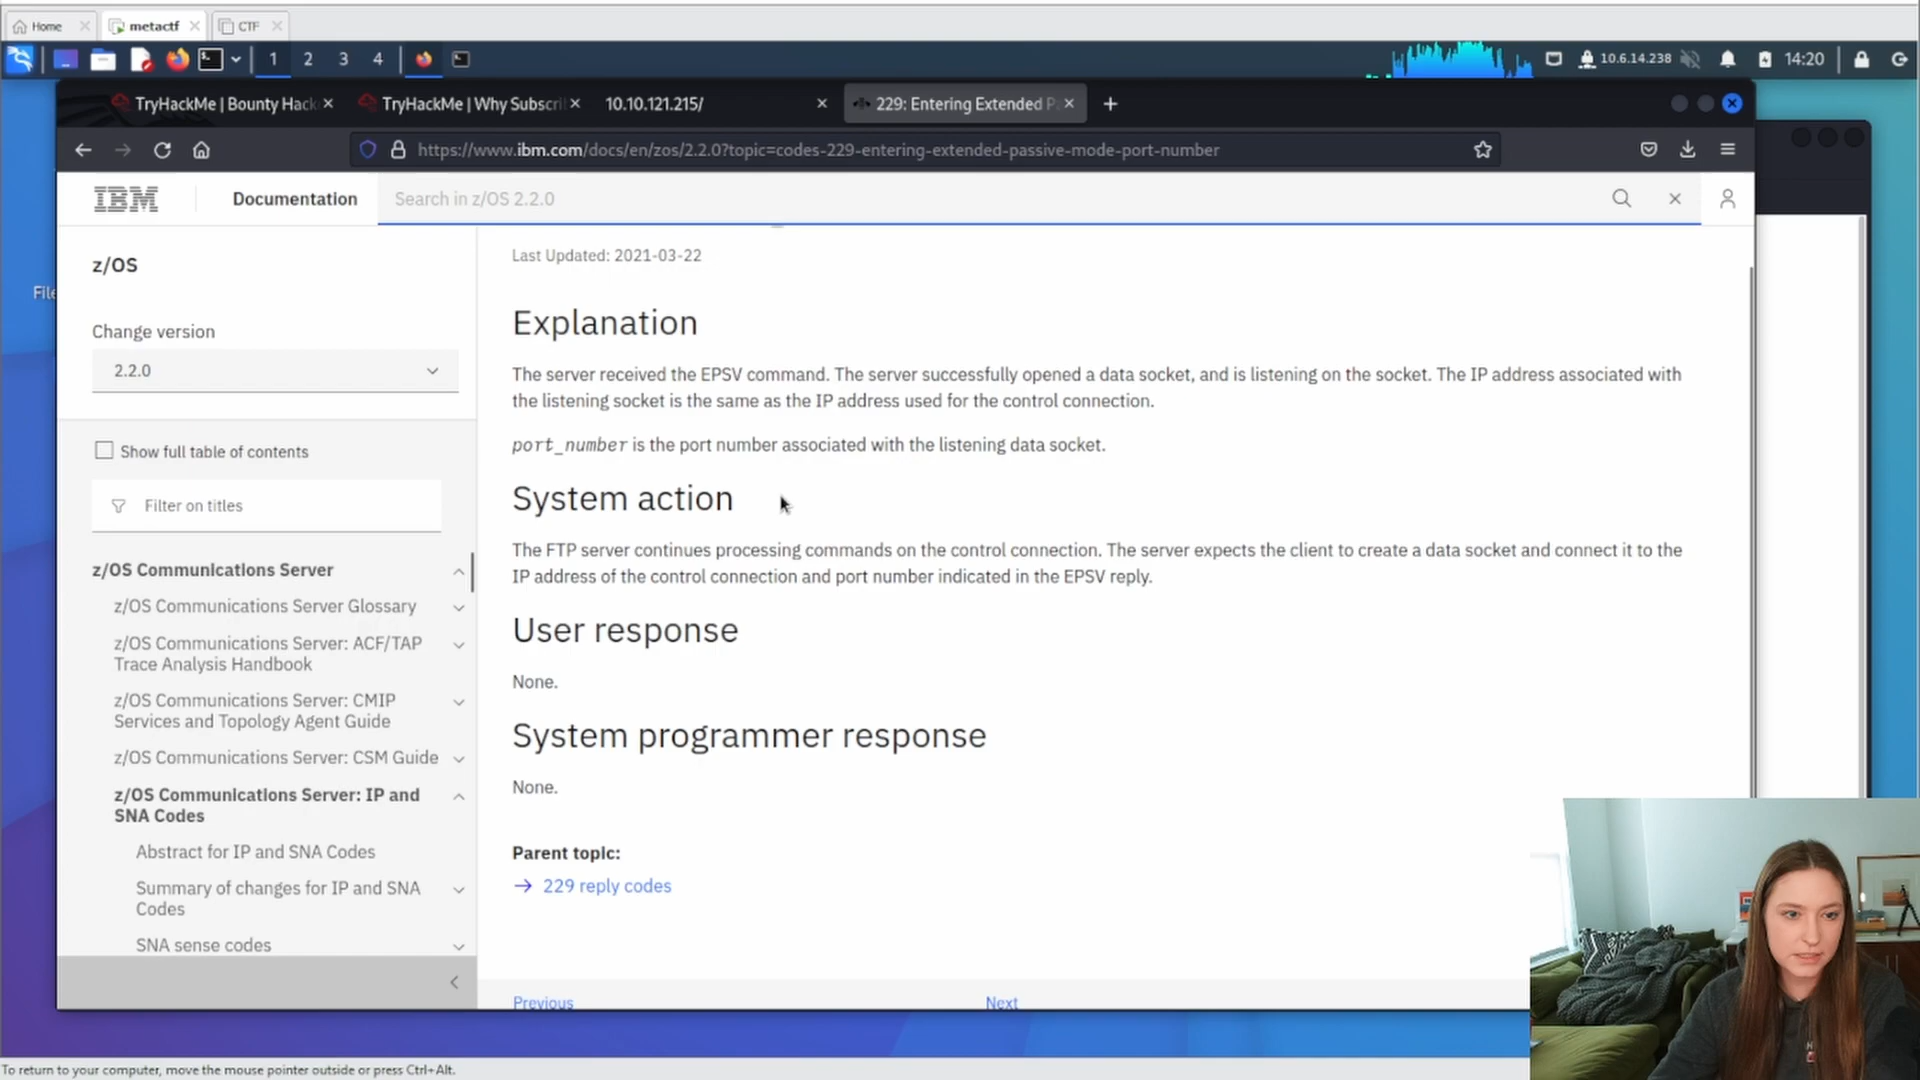 Home
metactf
CTF
1
2
3
4
10.6.14.238
14:20
TryHackMe | Bounty Hack
TryHackMe | Why Subscri
10.10.121.215/
229: Entering Extended P
https://www.ibm.com/docs/en/zos/2.2.0?topic=codes-229-entering-extended-passive-mode-port-number
IBM
Documentation
Search in z/OS 2.2.0
File
z/OS
Change version
2.2.0
Show full table of contents
Filter on titles
z/OS Communications Server
z/OS Communications Server Glossary
z/OS Communications Server: ACF/TAP
Trace Analysis Handbook
z/OS Communications Server: CMIP
Services and Topology Agent Guide
z/OS Communications Server: CSM Guide
z/OS Communications Server: IP and
SNA Codes
Abstract for IP and SNA Codes
Summary of changes for IP and SNA
Codes
SNA sense codes
Last Updated: 2021-03-22
Explanation
The server received the EPSV command. The server successfully opened a data socket, and is listening on the socket. The IP address associated with
the listening socket is the same as the IP address used for the control connection.
port_number is the port number associated with the listening data socket.
System action
The FTP server continues processing commands on the control connection. The server expects the client to create a data socket and connect it to the
IP address of the control connection and port number indicated in the EPSV reply.
User response
None.
System programmer response
None.
Parent topic:
→ 229 reply codes
Previous
Next
To return to your computer, move the mouse pointer outside or press Ctrl+Alt.